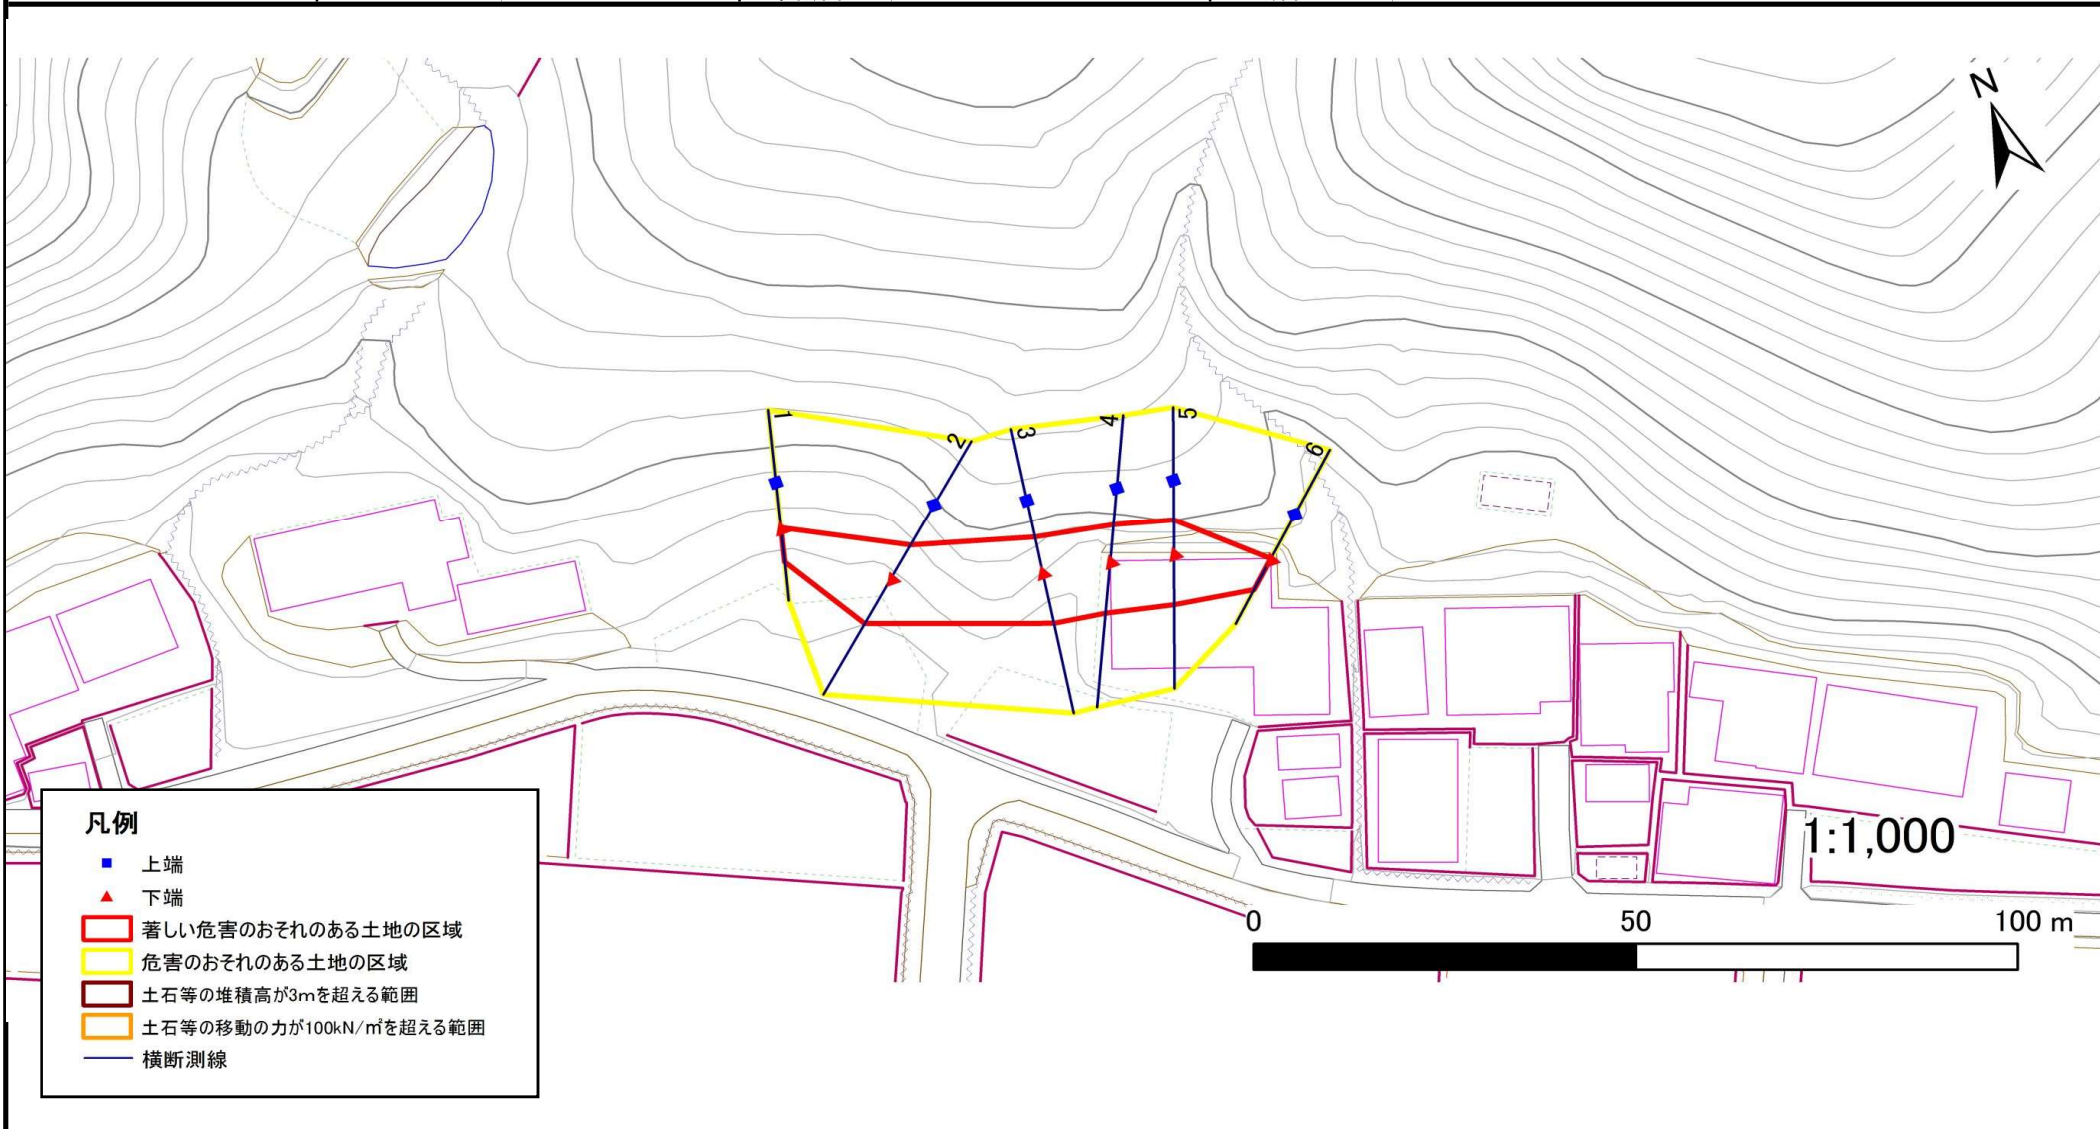 N
1
2
3
4
5
6
凡例
上端
下端
著しい危害のおそれのある土地の区域
危害のおそれのある土地の区域
土石等の堆積高が3mを超える範囲
土石等の移動の力が100kN/㎡を超える範囲
横断測線
1:1,000
0 50 100 m